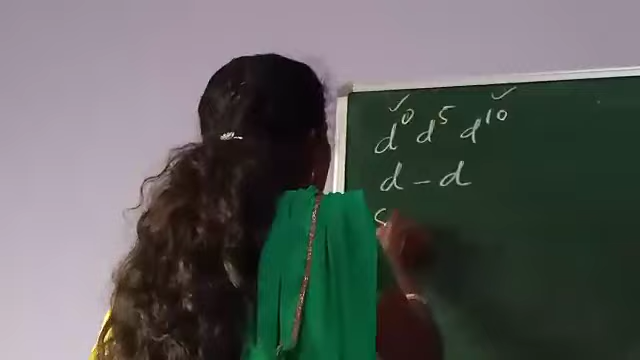 d⁰ d⁵ d¹⁰
d – d